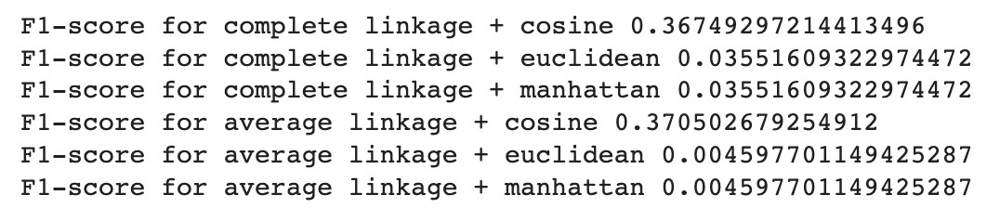 F1-score for complete linkage + cosine 0.36749297214413496
F1-score for complete linkage + euclidean 0.03551609322974472
F1-score for complete linkage + manhattan 0.03551609322974472
F1-score for average linkage + cosine 0.370502679254912
F1-score for average linkage + euclidean 0.004597701149425287
F1-score for average linkage + manhattan 0.004597701149425287